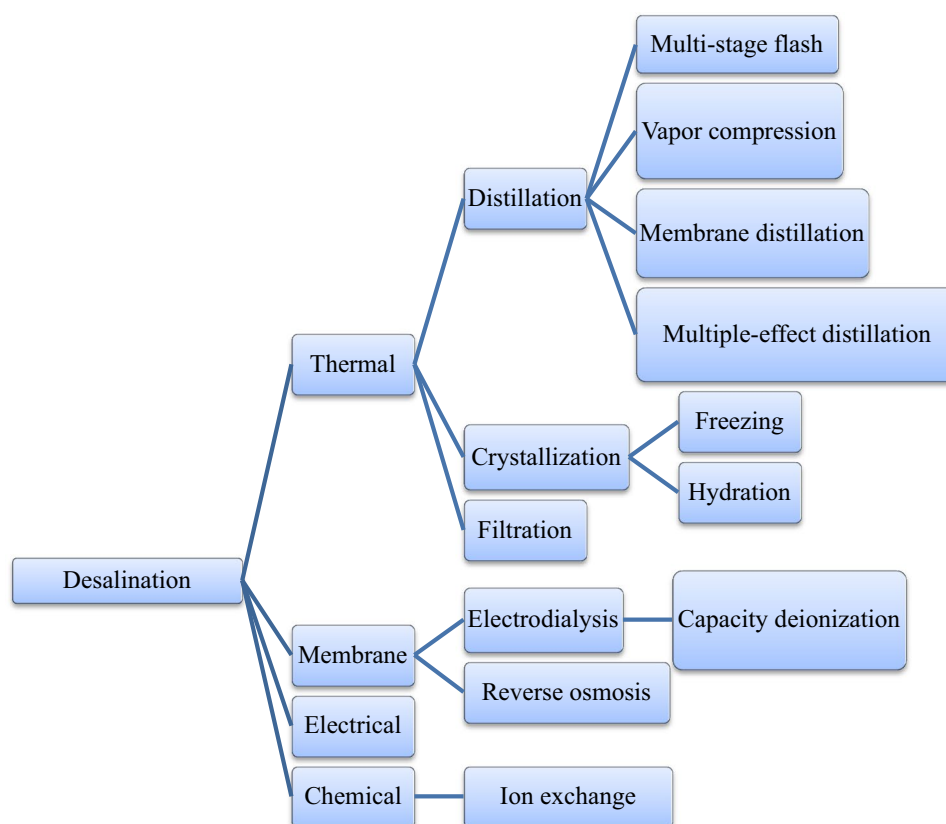 Multi-stage flash
Vapor compression
Distillation
Membrane distillation
Multiple-effect distillation
Thermal
Freezing
Crystallization
Hydration
Filtration
Desalination
Electrodialysis
Capacity deionization
Membrane
Reverse osmosis
Electrical
Chemical
Ion exchange